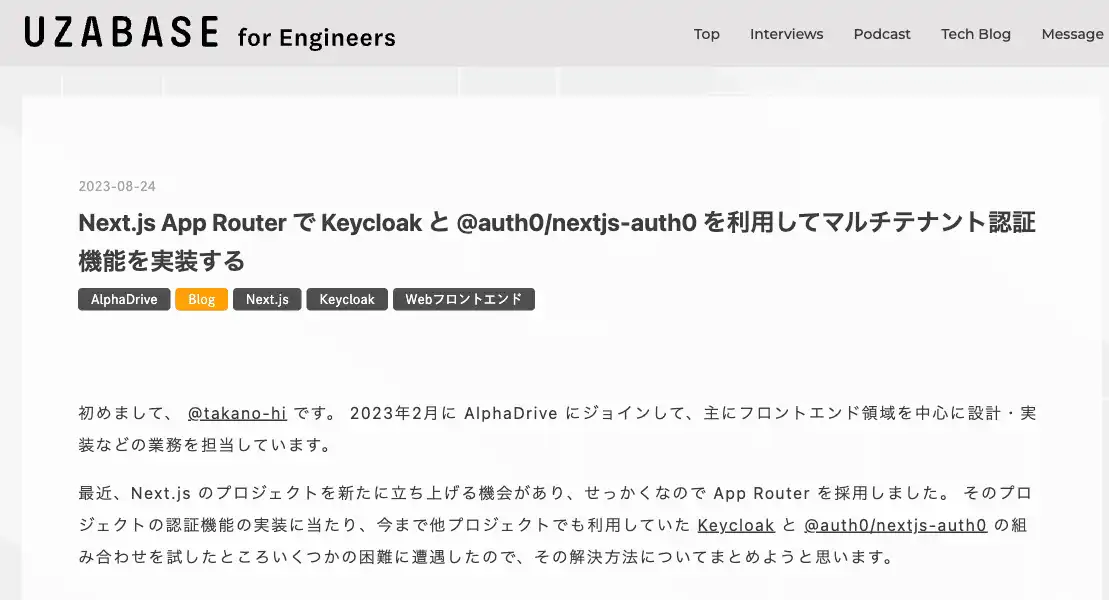 UZABASE for Engineers
Top Interviews Podcast Tech Blog Message
2023-08-24
Next.js App Router で Keycloak と @auth0/nextjs-auth0 を利用してマルチテナント認証
機能を実装する
AlphaDrive Blog Next.js Keycloak Webフロントエンド
初めまして、 @takano-hi です。 2023年2月に AlphaDrive にジョインして、主にフロントエンド領域を中心に設計・実
装などの業務を担当しています。
最近、Next.js のプロジェクトを新たに立ち上げる機会があり、せっかくなので App Router を採用しました。 そのプロ
ジェクトの認証機能の実装に当たり、今まで他プロジェクトでも利用していた Keycloak と @auth0/nextjs-auth0 の組
み合わせを試したところいくつかの困難に遭遇したので、その解決方法についてまとめようと思います。